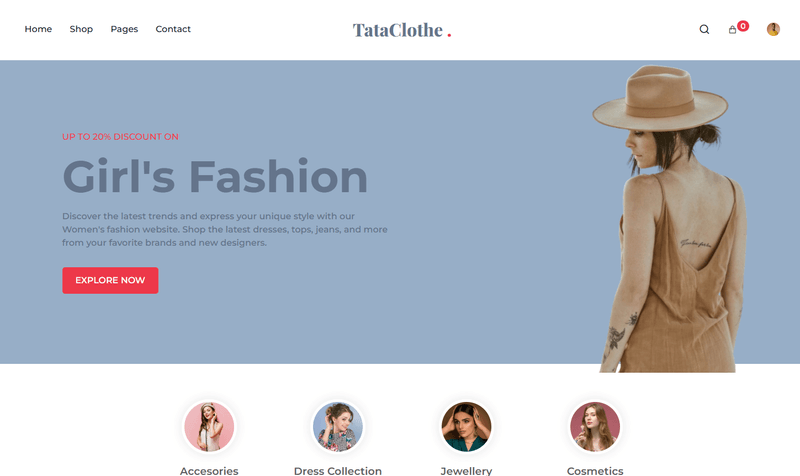 Home Shop Pages Contact TataClothe . 0
UP TO 20% DISCOUNT ON
Girl's Fashion
Discover the latest trends and express your unique style with our
Women's fashion website. Shop the latest dresses, tops, jeans, and more
from your favorite brands and new designers.
EXPLORE NOW
Accesories Dress Collection Jewellery Cosmetics